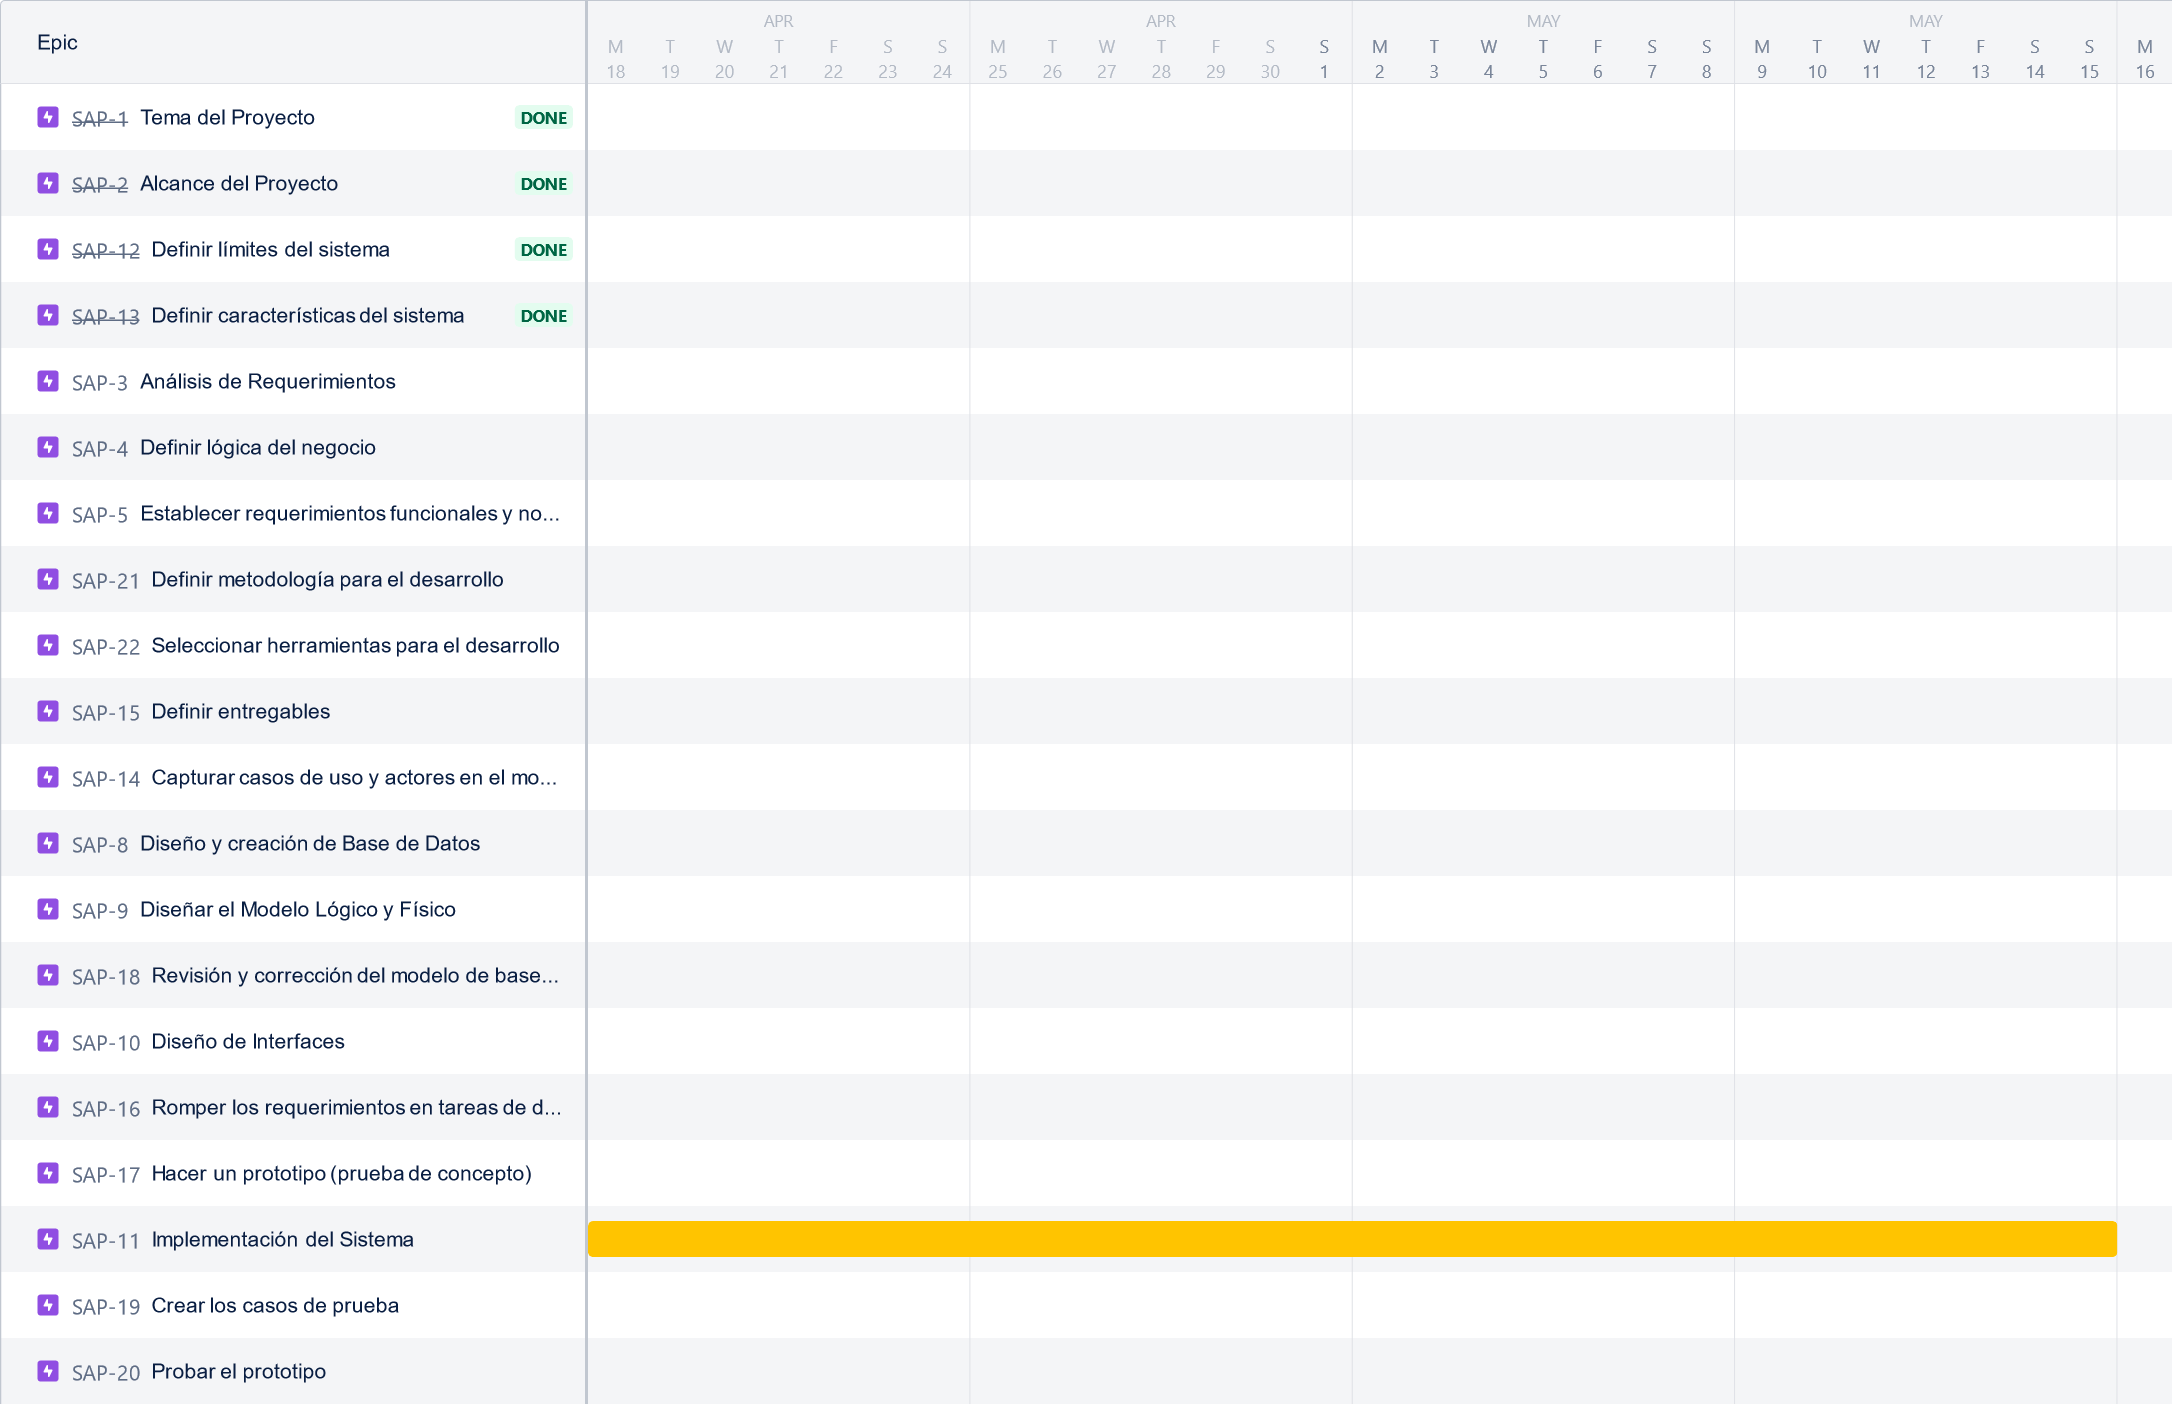 Epic
APR APR MAY MAY
M T W T F S S M T W T F S S M T W T F S S M T W T F S S M
18 19 20 21 22 23 24 25 26 27 28 29 30 1 2 3 4 5 6 7 8 9 10 11 12 13 14 15 16
SAP-1 Tema del Proyecto DONE
SAP-2 Alcance del Proyecto DONE
SAP-12 Definir límites del sistema DONE
SAP-13 Definir características del sistema DONE
SAP-3 Análisis de Requerimientos
SAP-4 Definir lógica del negocio
SAP-5 Establecer requerimientos funcionales y no...
SAP-21 Definir metodología para el desarrollo
SAP-22 Seleccionar herramientas para el desarrollo
SAP-15 Definir entregables
SAP-14 Capturar casos de uso y actores en el mo...
SAP-8 Diseño y creación de Base de Datos
SAP-9 Diseñar el Modelo Lógico y Físico
SAP-18 Revisión y corrección del modelo de base...
SAP-10 Diseño de Interfaces
SAP-16 Romper los requerimientos en tareas de d...
SAP-17 Hacer un prototipo (prueba de concepto)
SAP-11 Implementación del Sistema
SAP-19 Crear los casos de prueba
SAP-20 Probar el prototipo